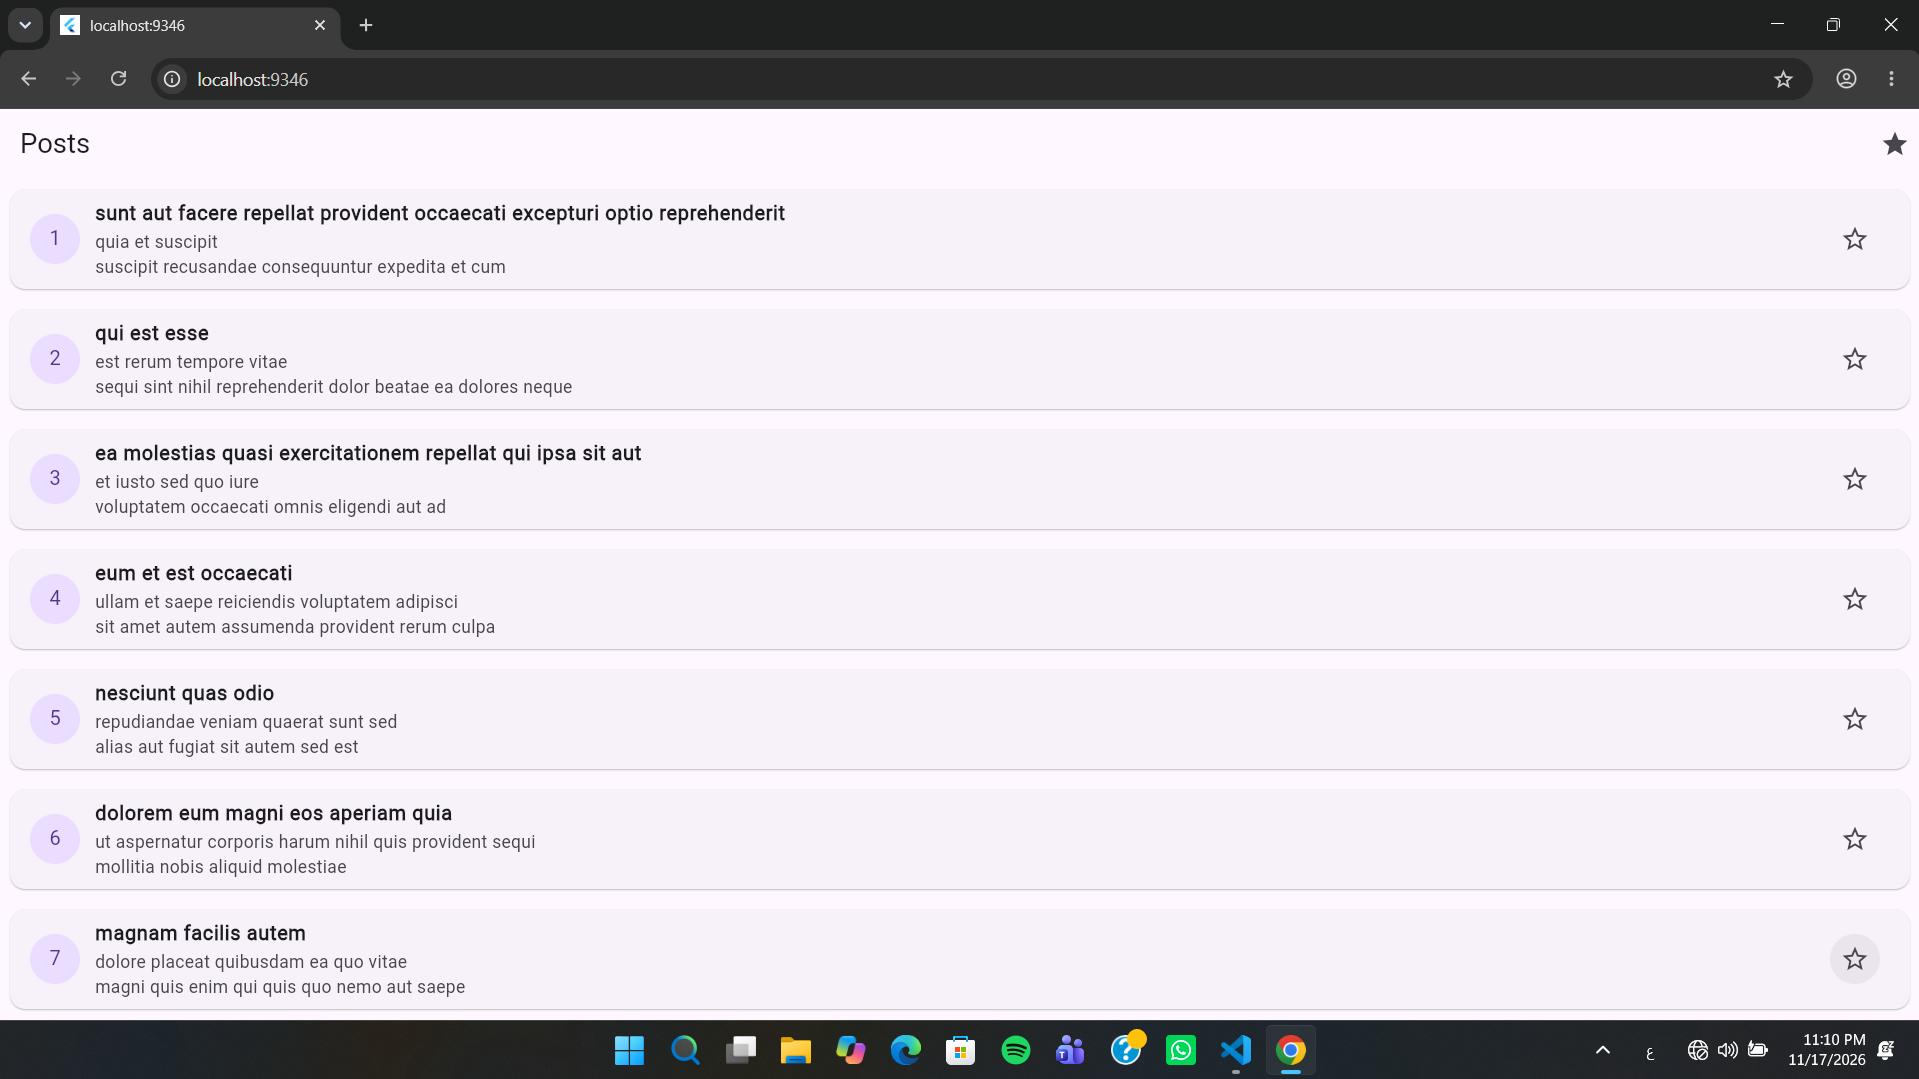 localhost:9346
localhost:9346
Posts
1
sunt aut facere repellat provident occaecati excepturi optio reprehenderit
quia et suscipit
suscipit recusandae consequuntur expedita et cum
2
qui est esse
est rerum tempore vitae
sequi sint nihil reprehenderit dolor beatae ea dolores neque
3
ea molestias quasi exercitationem repellat qui ipsa sit aut
et iusto sed quo iure
voluptatem occaecati omnis eligendi aut ad
4
eum et est occaecati
ullam et saepe reiciendis voluptatem adipisci
sit amet autem assumenda provident rerum culpa
5
nesciunt quas odio
repudiandae veniam quaerat sunt sed
alias aut fugiat sit autem sed est
6
dolorem eum magni eos aperiam quia
ut aspernatur corporis harum nihil quis provident sequi
mollitia nobis aliquid molestiae
7
magnam facilis autem
dolore placeat quibusdam ea quo vitae
magni quis enim qui quis quo nemo aut saepe
ع
11:10 PM
11/17/2026